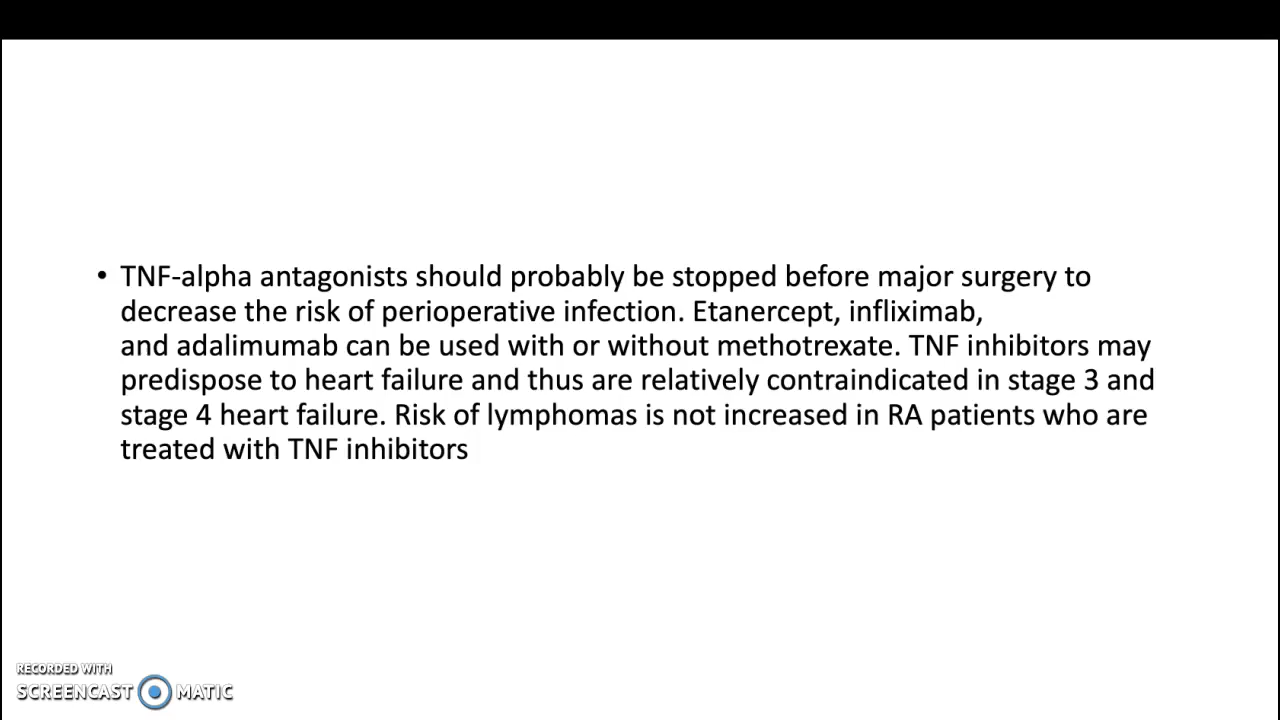 • TNF-alpha antagonists should probably be stopped before major surgery to
decrease the risk of perioperative infection. Etanercept, infliximab,
and adalimumab can be used with or without methotrexate. TNF inhibitors may
predispose to heart failure and thus are relatively contraindicated in stage 3 and
stage 4 heart failure. Risk of lymphomas is not increased in RA patients who are
treated with TNF inhibitors
RECORDED WITH
SCREENCAST MATIC